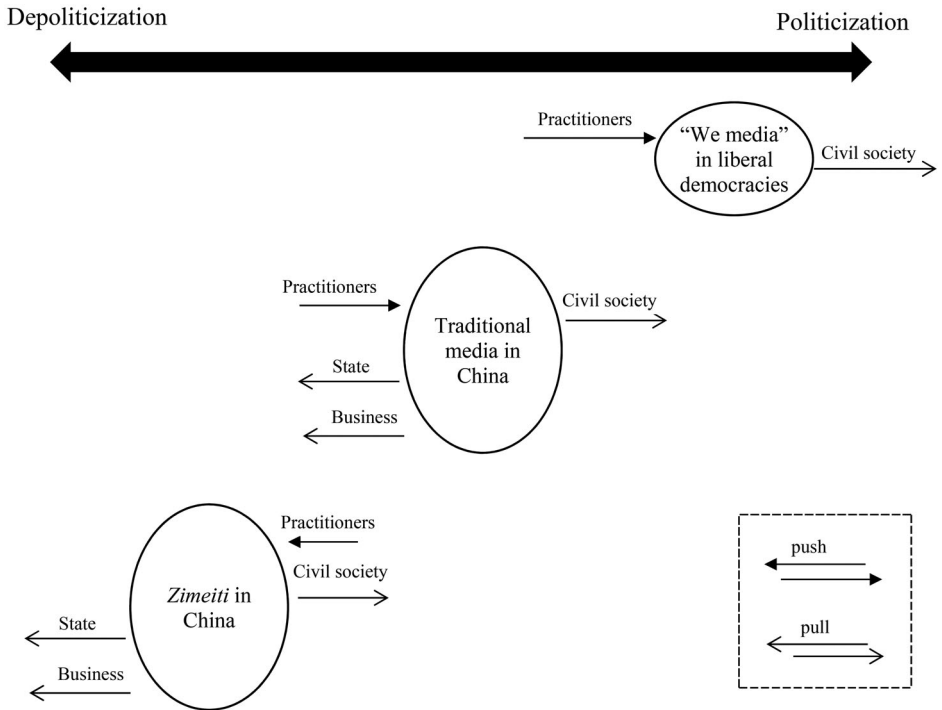 Depoliticization
Politicization
Practitioners
“We media”
in liberal
democracies
Civil society
Practitioners
Civil society
Traditional
media in
China
State
Business
Practitioners
Civil society
Zimeiti in
China
State
Business
push
pull